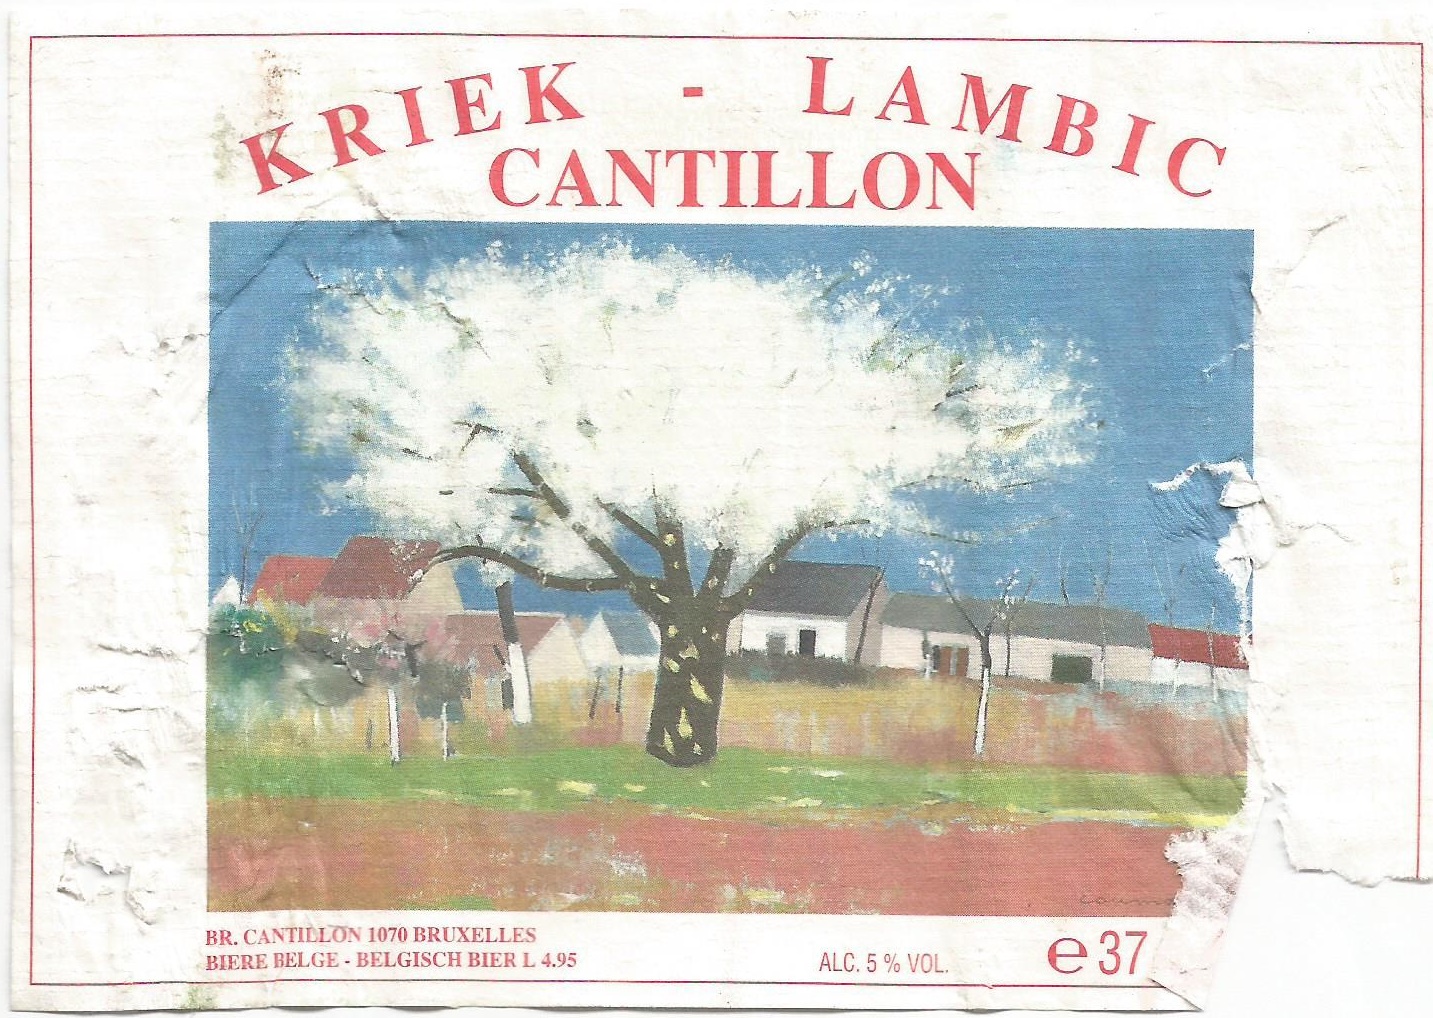 KRIEK - LAMBIC
CANTILLON
BR. CANTILLON 1070 BRUXELLES
BIERE BELGE - BELGISCH BIER L 4.95
ALC. 5 % VOL.
e 37